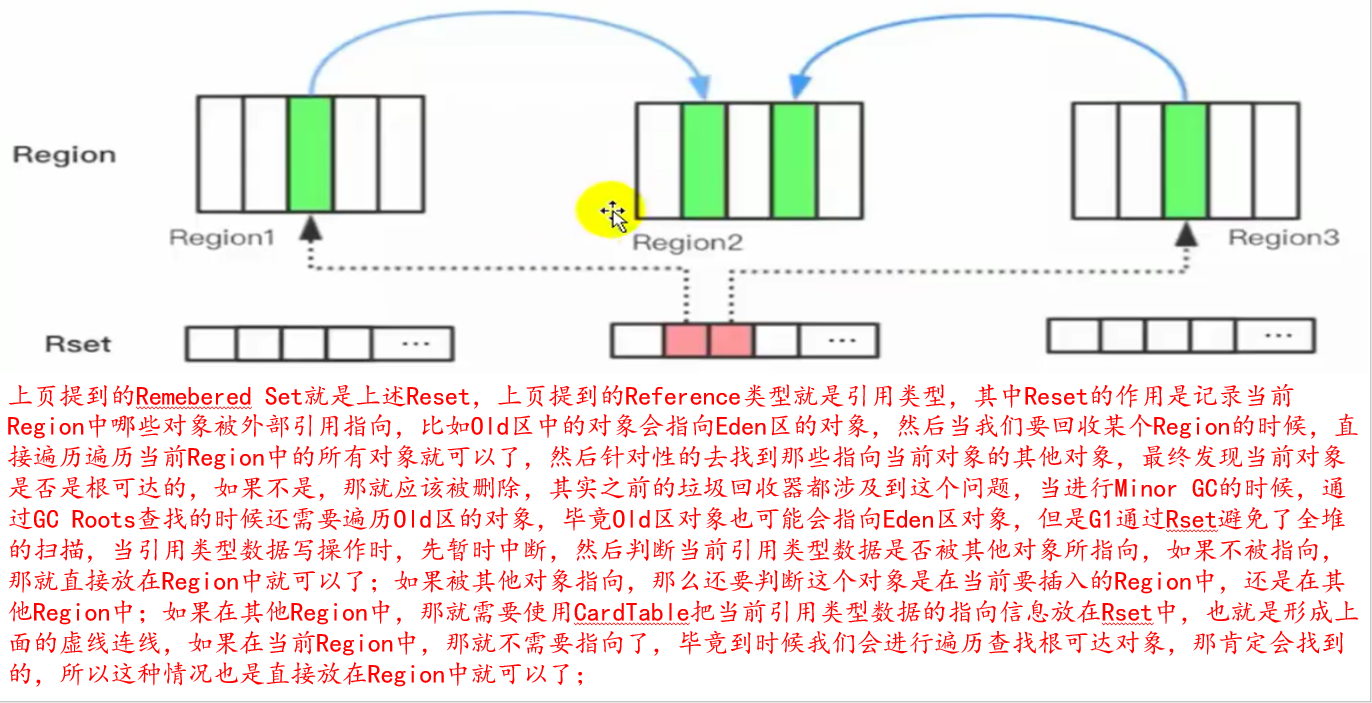 Region
Region1
Region2
Region3
Rset
...
...
...
上页提到的Remebered Set就是上述Reset，上页提到的Reference类型就是引用类型，其中Reset的作用是记录当前
Region中哪些对象被外部引用指向，比如Old区中的对象会指向Eden区的对象，然后当我们要回收某个Region的时候，直
接遍历遍历当前Region中的所有对象就可以了，然后针对性的去找到那些指向当前对象的其他对象，最终发现当前对象
是否是根可达的，如果不是，那就应该被删除，其实之前的垃圾回收器都涉及到这个问题，当进行Minor GC的时候，通
过GC Roots查找的时候还需要遍历Old区的对象，毕竟Old区对象也可能会指向Eden区对象，但是G1通过Rset避免了全堆
的扫描，当引用类型数据写操作时，先暂时中断，然后判断当前引用类型数据是否被其他对象所指向，如果不被指向，
那就直接放在Region中就可以了；如果被其他对象指向，那么还要判断这个对象是在当前要插入的Region中，还是在其
他Region中；如果在其他Region中，那就需要使用CardTable把当前引用类型数据的指向信息放在Rset中，也就是形成上
面的虚线连线，如果在当前Region中，那就不需要指向了，毕竟到时候我们会进行遍历查找根可达对象，那肯定会找到
的，所以这种情况也是直接放在Region中就可以了；